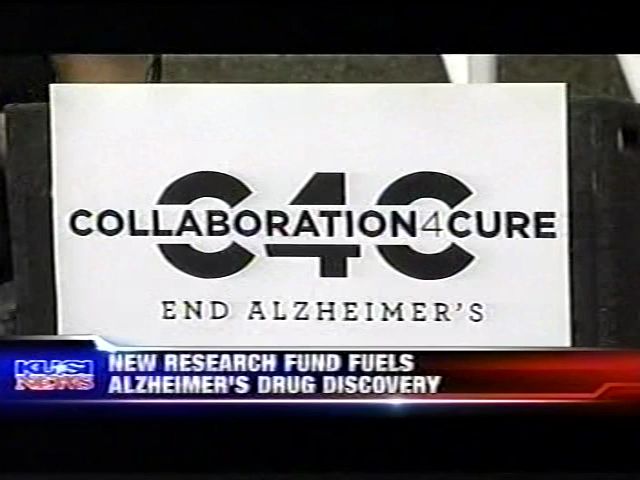 C4C
COLLABORATION4CURE
END ALZHEIMER'S
KUSI
NEWS
NEW RESEARCH FUND FUELS
ALZHEIMER'S DRUG DISCOVERY